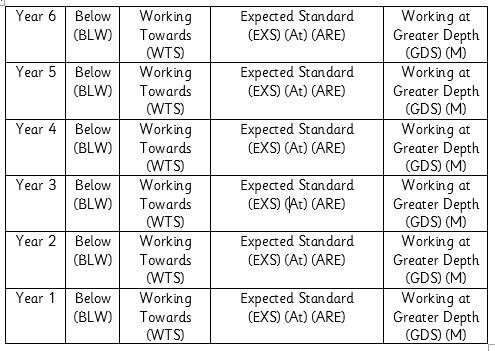 Year 6 Below Working Expected Standard Working at
(BLW) Towards (EXS) (At) (ARE) Greater Depth
(WTS) (GDS) (M)
Year 5 Below Working Expected Standard Working at
(BLW) Towards (EXS) (At) (ARE) Greater Depth
(WTS) (GDS) (M)
Year 4 Below Working Expected Standard Working at
(BLW) Towards (EXS) (At) (ARE) Greater Depth
(WTS) (GDS) (M)
Year 3 Below Working Expected Standard Working at
(BLW) Towards (EXS) (At) (ARE) Greater Depth
(WTS) (GDS) (M)
Year 2 Below Working Expected Standard Working at
(BLW) Towards (EXS) (At) (ARE) Greater Depth
(WTS) (GDS) (M)
Year 1 Below Working Expected Standard Working at
(BLW) Towards (EXS) (At) (ARE) Greater Depth
(WTS) (GDS) (M)